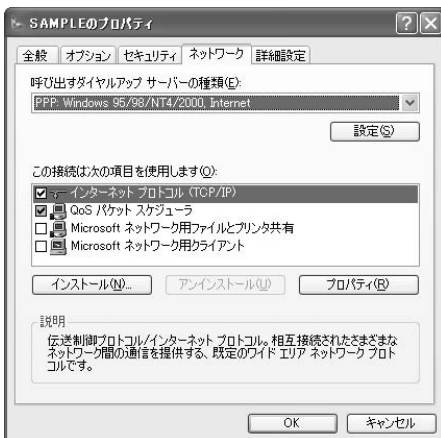 SAMPLEのプロパティ
全般 オプション セキュリティ ネットワーク 詳細設定
呼び出すダイヤルアップ サーバーの種類(E):
PPP: Windows 95/98/NT4/2000, Internet
設定(S)
この接続は次の項目を使用します(O):
インターネット プロトコル (TCP/IP)
QoS パケット スケジューラ
Microsoft ネットワーク用ファイルとプリンタ共有
Microsoft ネットワーク用クライアント
インストール(N)... アンインストール(U) プロパティ(R)
説明
伝送制御プロトコル/インターネット プロトコル。相互接続されたさまざまな
ネットワーク間の通信を提供する、既定のワイド エリア ネットワーク プロト
コルです。
OK キャンセル